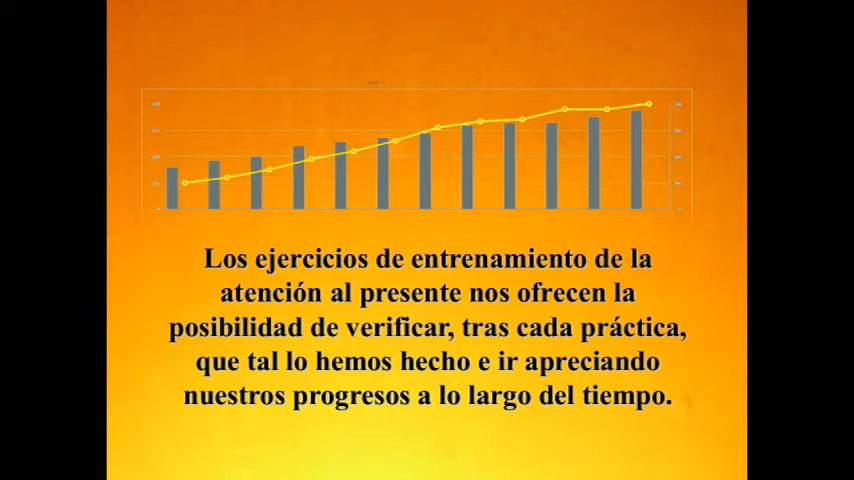 Los ejercicios de entrenamiento de la
atención al presente nos ofrecen la
posibilidad de verificar, tras cada práctica,
que tal lo hemos hecho e ir apreciando
nuestros progresos a lo largo del tiempo.